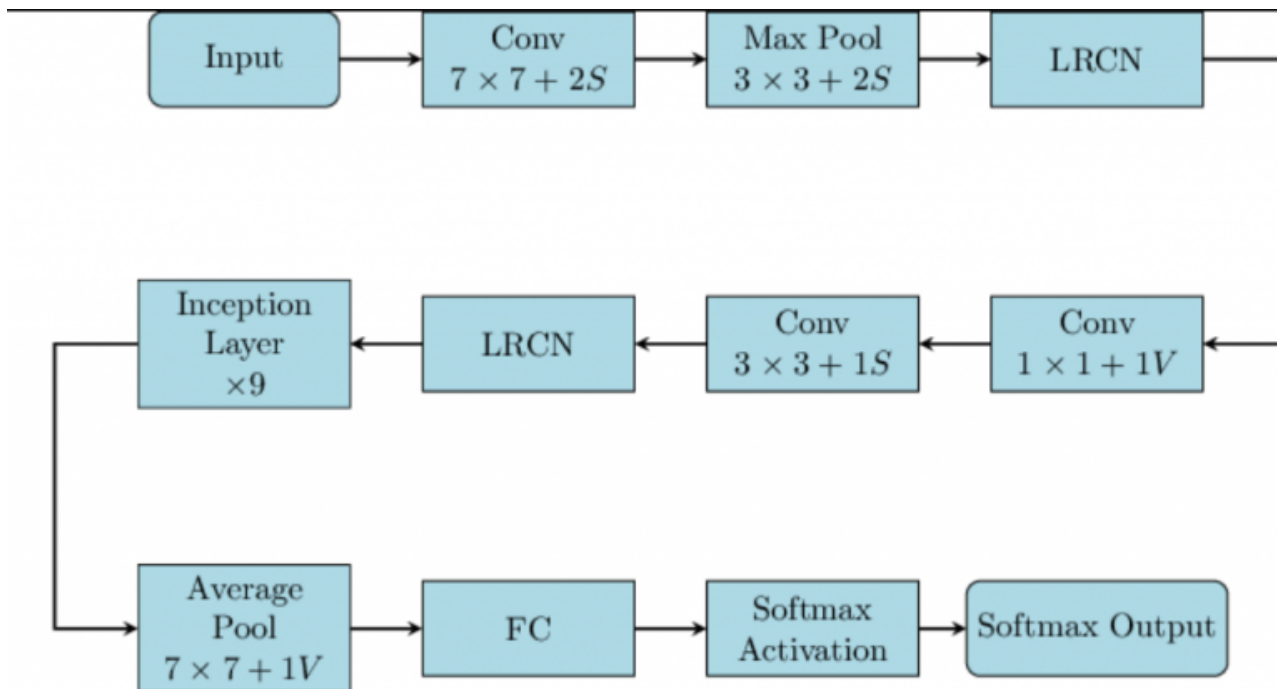 Input
Conv
7 × 7 + 2S
Max Pool
3 × 3 + 2S
LRCN
Conv
1 × 1 + 1V
Conv
3 × 3 + 1S
LRCN
Inception
Layer
×9
Average
Pool
7 × 7 + 1V
FC
Softmax
Activation
Softmax Output